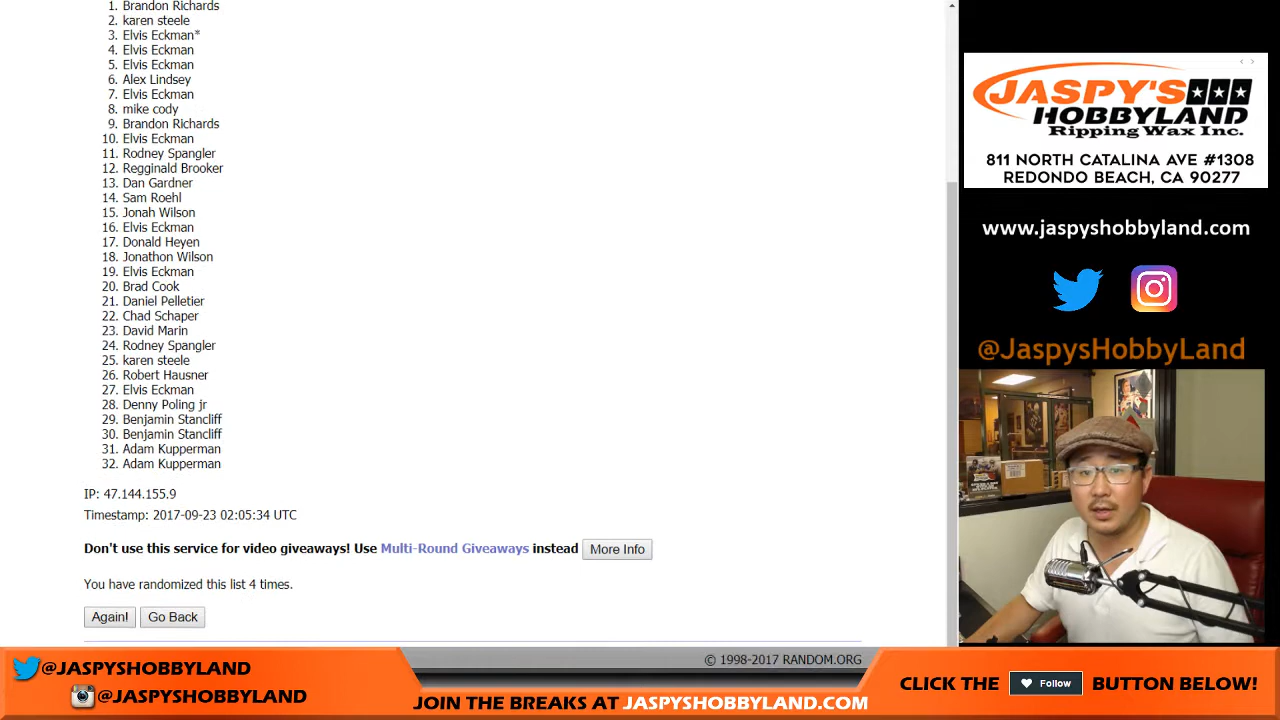 1. Brandon Richards
2. karen steele
3. Elvis Eckman*
4. Elvis Eckman
5. Elvis Eckman
6. Alex Lindsey
7. Elvis Eckman
8. mike cody
9. Brandon Richards
10. Elvis Eckman
11. Rodney Spangler
12. Regginald Brooker
13. Dan Gardner
14. Sam Roehl
15. Jonah Wilson
16. Elvis Eckman
17. Donald Heyen
18. Jonathon Wilson
19. Elvis Eckman
20. Brad Cook
21. Daniel Pelletier
22. Chad Schaper
23. David Marin
24. Rodney Spangler
25. karen steele
26. Robert Hausner
27. Elvis Eckman
28. Denny Poling jr
29. Benjamin Stancliff
30. Benjamin Stancliff
31. Adam Kupperman
32. Adam Kupperman
IP: 47.144.155.9
Timestamp: 2017-09-23 02:05:34 UTC
Don't use this service for video giveaways! Use Multi-Round Giveaways instead More Info
You have randomized this list 4 times.
Again! Go Back
© 1998-2017 RANDOM.ORG
JASPY'S
HOBBYLAND
Ripping Wax Inc.
811 NORTH CATALINA AVE #1308
REDONDO BEACH, CA 90277
www.jaspyshobbyland.com
@JaspysHobbyLand
@JASPYSHOBBYLAND
@JASPYSHOBBYLAND
JOIN THE BREAKS AT JASPYSHOBBYLAND.COM
CLICK THE Follow BUTTON BELOW!